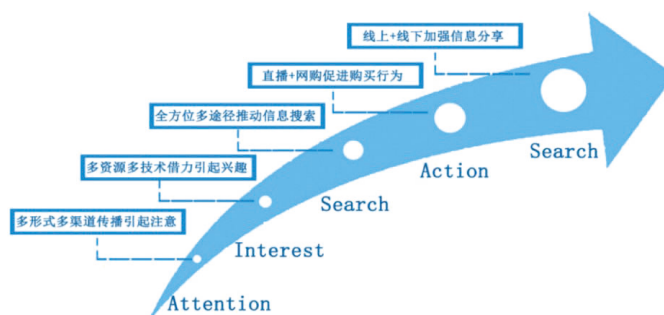 线上+线下加强信息分享
直播+网购促进购买行为
全方位多途径推动信息搜索
多资源多技术借力引起兴趣
多形式多渠道传播引起注意
Search
Action
Search
Interest
Attention